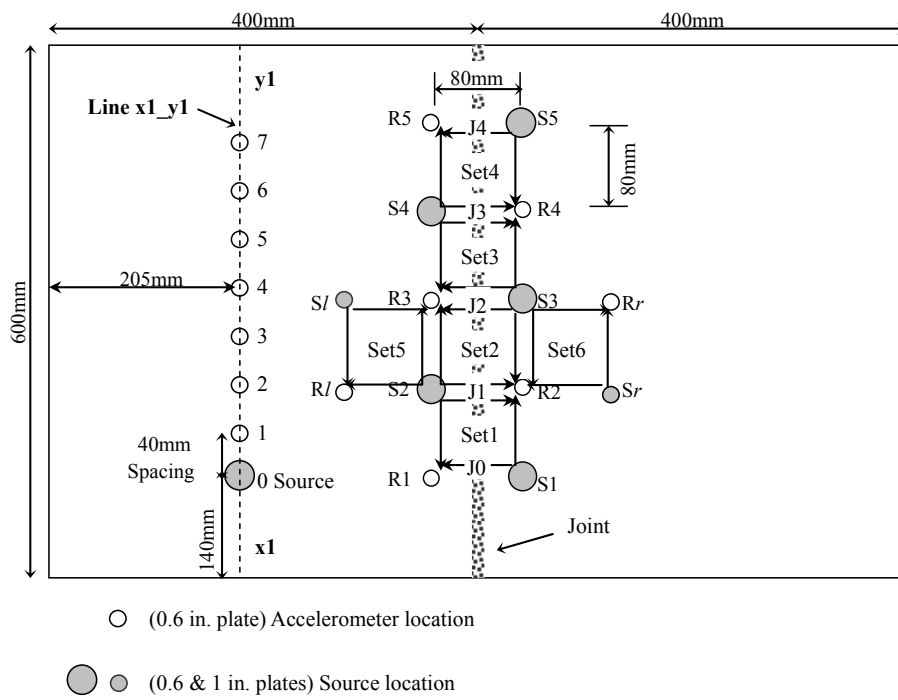 400mm 400mm
y1
80mm
Line x1_y1
R5 J4 S5
7
Set4 80mm
6
S4 J3 R4
5
Set3
205mm 4
600mm
Sl R3 J2 S3 Rr
3 Set5 Set2 Set6
2
Rl S2 J1 R2 Sr
1
40mm
Spacing
Set1
0 Source
R1 J0 S1
140mm
x1
Joint
(0.6 in. plate) Accelerometer location
(0.6 & 1 in. plates) Source location